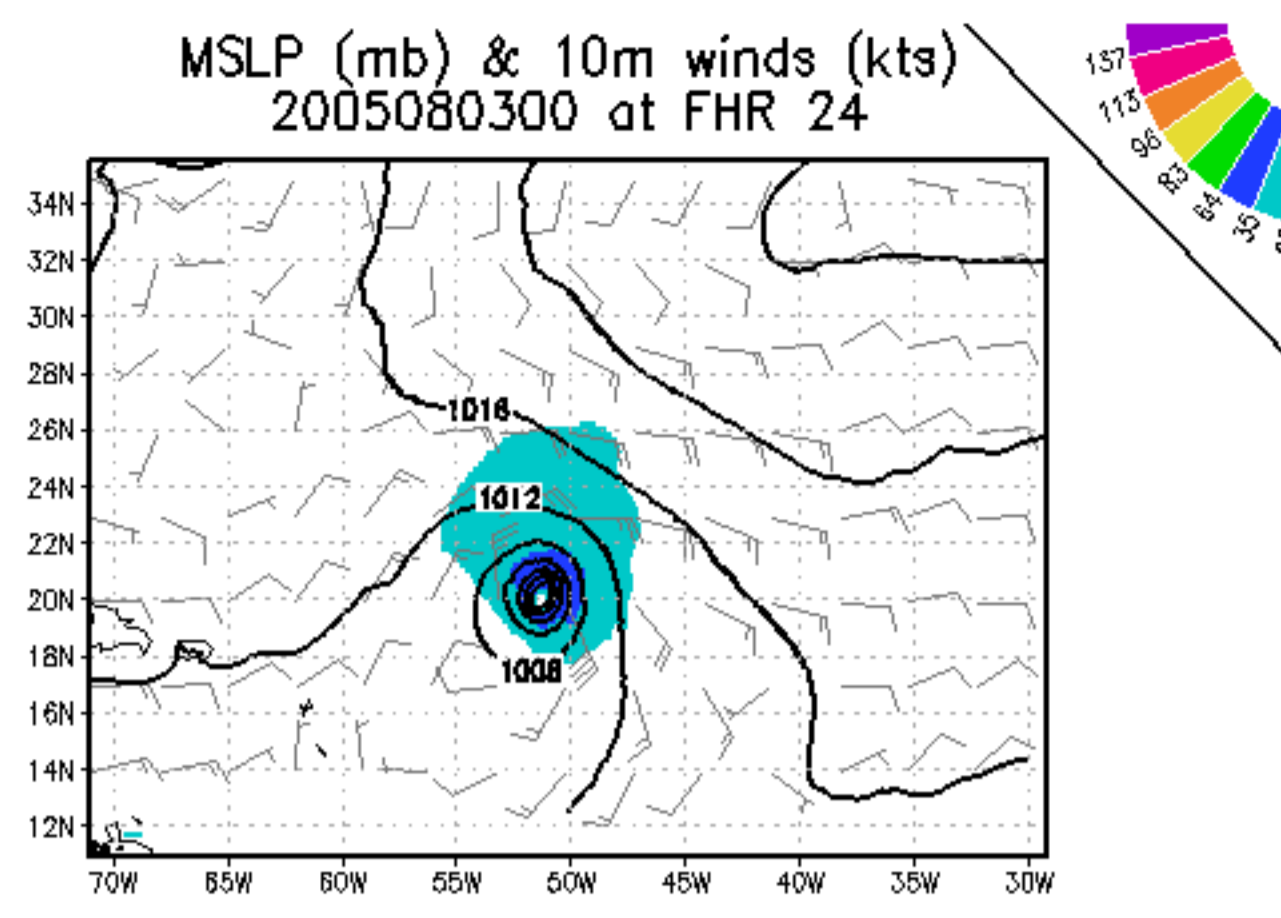 MSLP (mb) & 10m winds (kts)
2005080300 at FHR 24
137
113
96
83
64
35
34N
32N
30N
28N
26N
24N
22N
20N
18N
16N
14N
12N
1016
1012
1008
70W 65W 60W 55W 50W 45W 40W 35W 30W